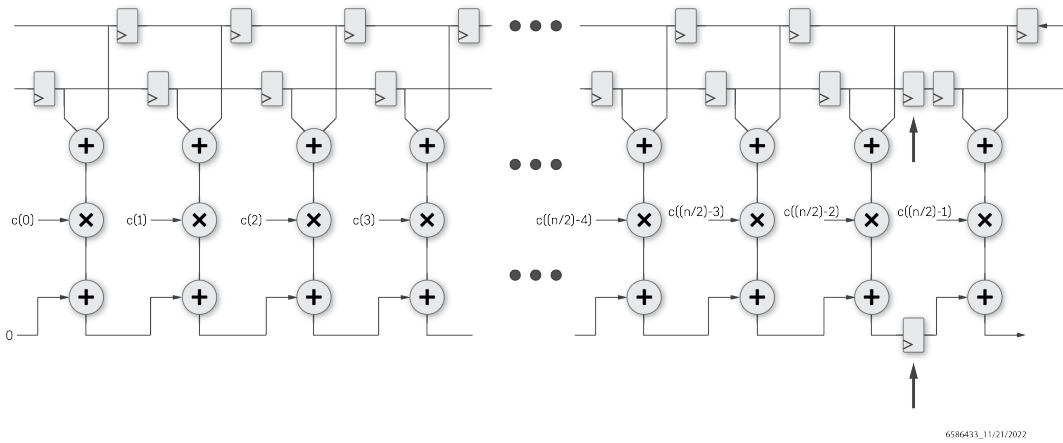 c(0)
c(1)
c(2)
c(3)
c((n/2)-4)
c((n/2)-3)
c((n/2)-2)
c((n/2)-1)
0
6586433_11/21/2022